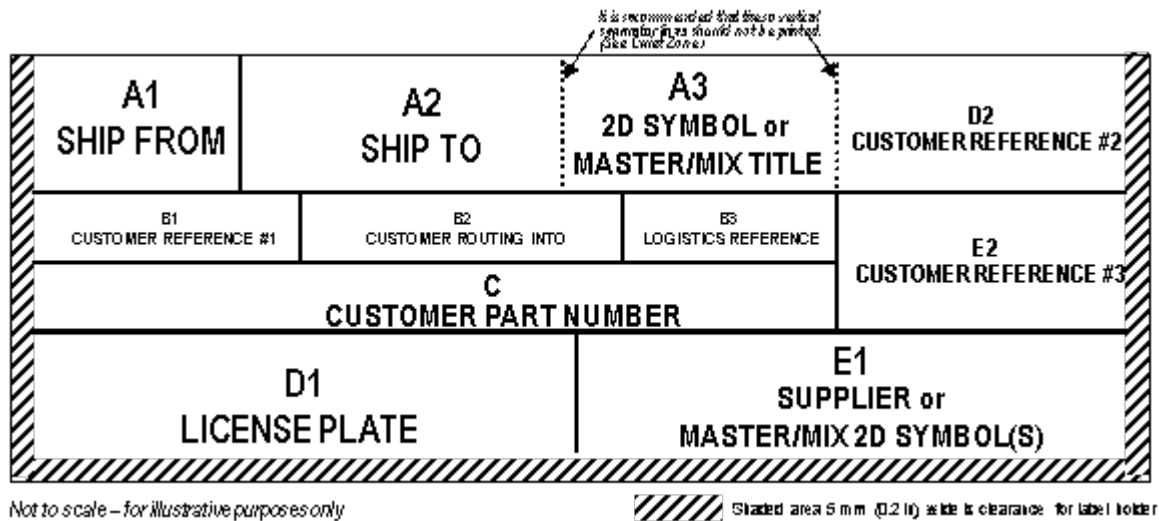 It is recommended that these vertical
separator lines should not be printed.
(See Quiet Zone)
A1
SHIP FROM
A2
SHIP TO
A3
2D SYMBOL or
MASTER/MIX TITLE
D2
CUSTOMER REFERENCE #2
B1
CUSTOMER REFERENCE #1
B2
CUSTOMER ROUTING INTO
B3
LOGISTICS REFERENCE
E2
CUSTOMER REFERENCE #3
C
CUSTOMER PART NUMBER
D1
LICENSE PLATE
E1
SUPPLIER or
MASTER/MIX 2D SYMBOL(S)
Not to scale – for illustrative purposes only
Shaded area 5 mm (0.2 in) wide is clearance for label holder